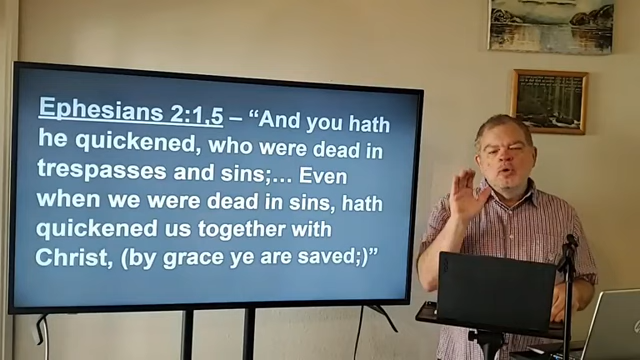 Ephesians 2:1,5 – “And you hath
he quickened, who were dead in
trespasses and sins;… Even
when we were dead in sins, hath
quickened us together with
Christ, (by grace ye are saved;)”